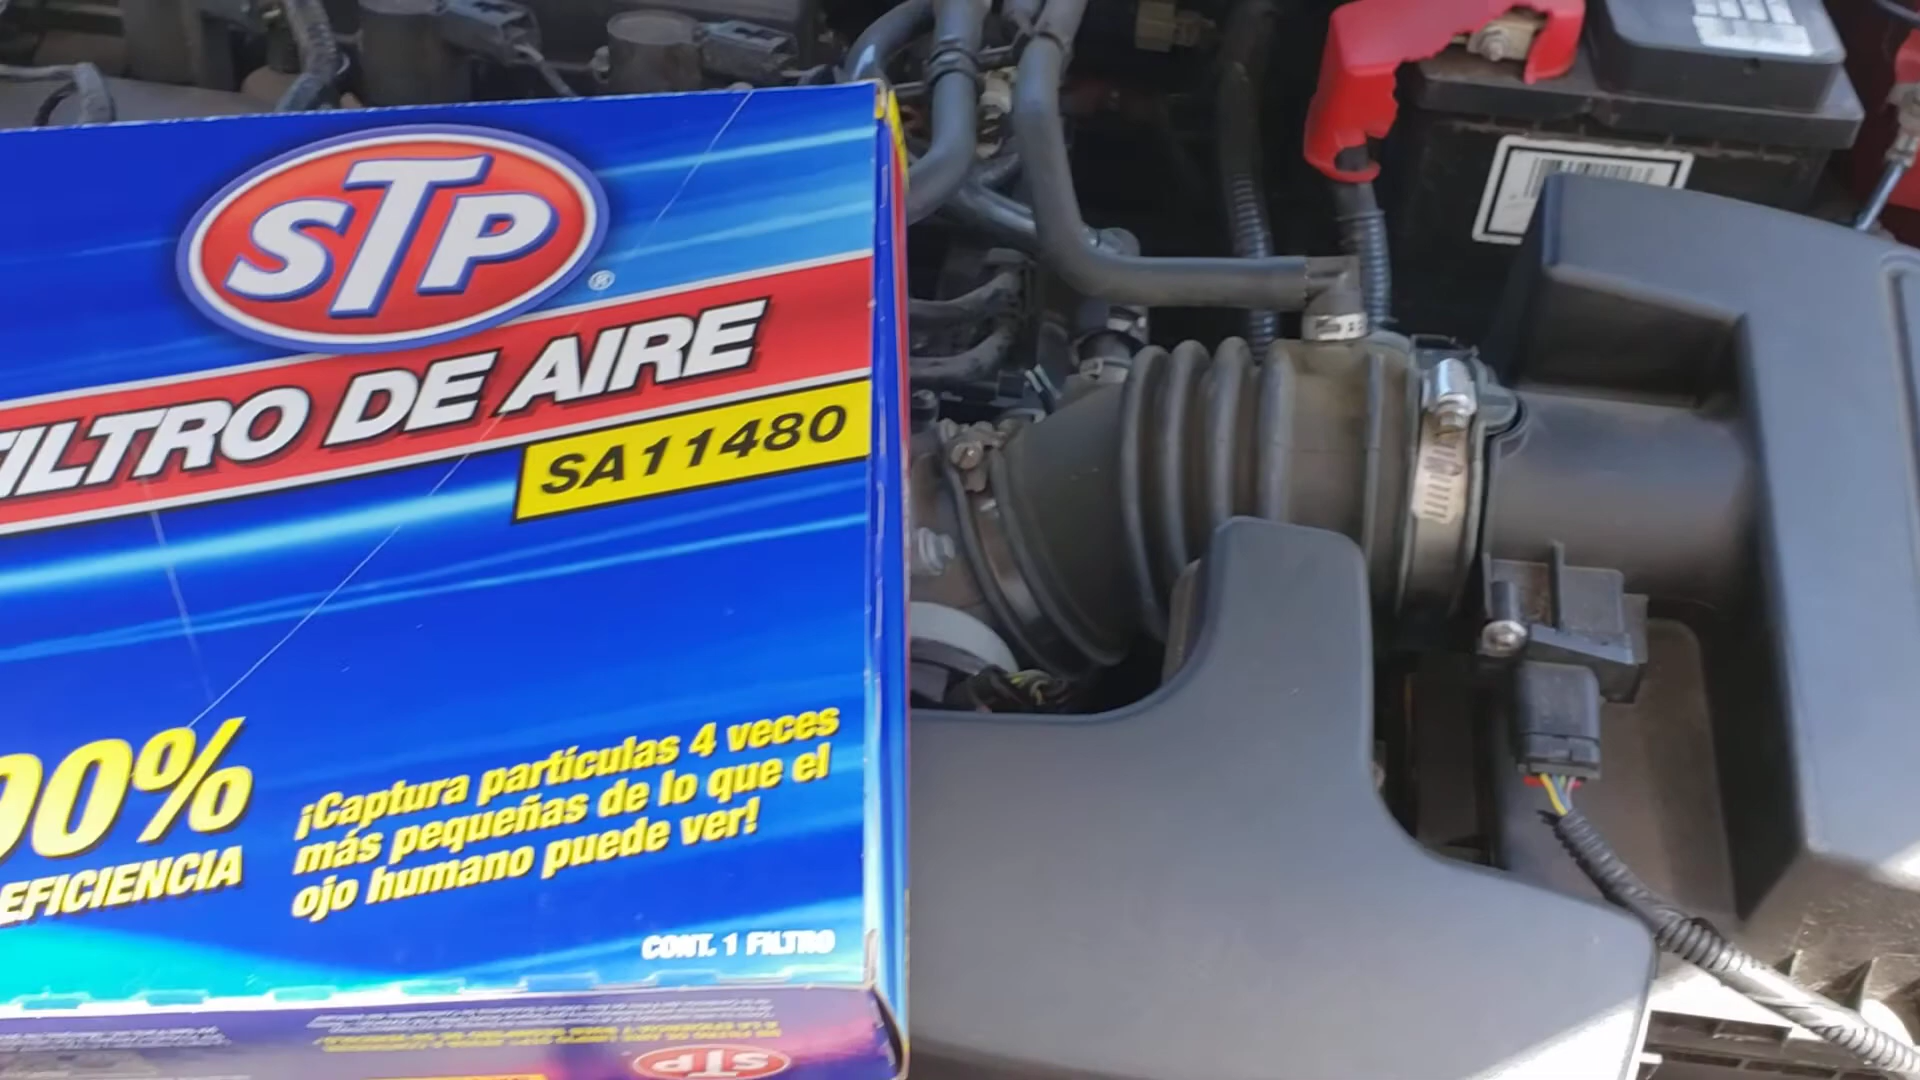 STP
®
FILTRO DE AIRE
SA11480
00%
EFICIENCIA
¡Captura partículas 4 veces
más pequeñas de lo que el
ojo humano puede ver!
CONT. 1 FILTRO
STP